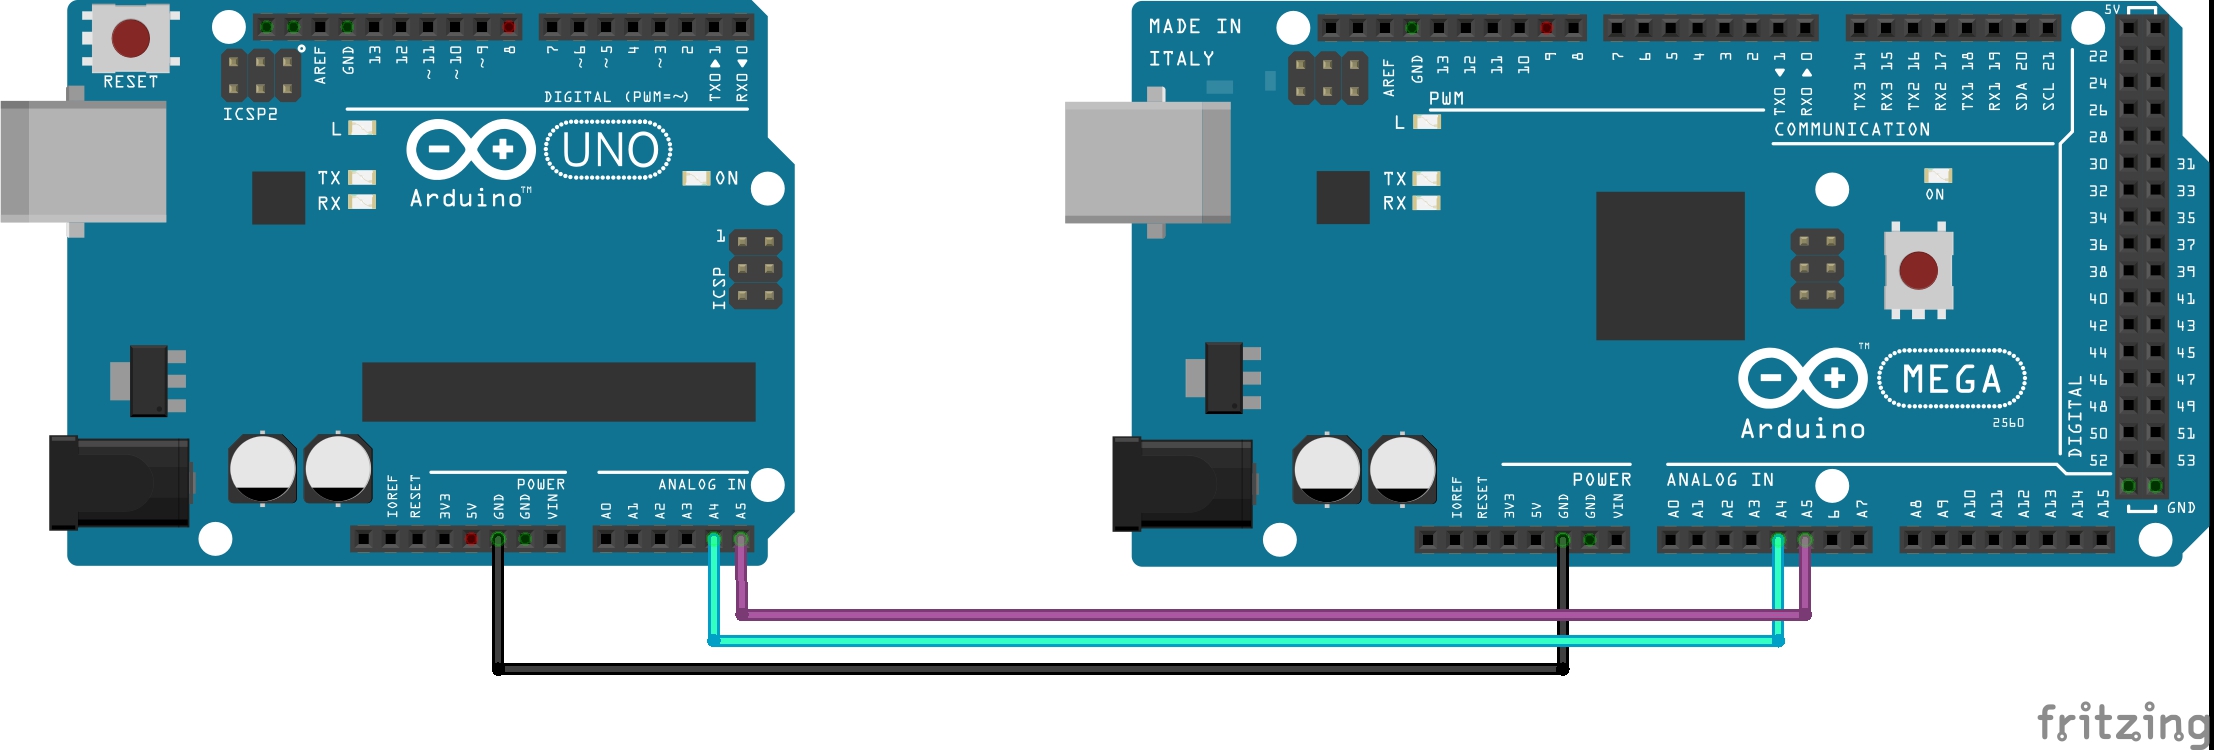 RESET
ICSP2
AREF
GND
13
12
~11
~10
~9
8
7
~6
~5
4
~3
2
TX0 1
RX0 0
DIGITAL (PWM=~)
L
TX
RX
UNO
Arduino™
ON
1
ICSP
POWER
ANALOG IN
IOREF
RESET
3V3
5V
GND
GND
VIN
A0
A1
A2
A3
A4
A5
MADE IN
ITALY
AREF
GND
13
12
11
10
9
8
7
6
5
4
3
2
TX0 1
RX0 0
TX3 14
RX3 15
TX2 16
RX2 17
TX1 18
RX1 19
SDA 20
SCL 21
PWM
COMMUNICATION
L
TX
RX
ON
5V
22
24
26
28
30 31
32 33
34 35
36 37
38 39
40 41
42 43
44 45
46 47
48 49
50 51
52 53
DIGITAL
GND
MEGA
TM
Arduino
2560
POWER
ANALOG IN
IOREF
RESET
3V3
5V
GND
GND
VIN
A0
A1
A2
A3
A4
A5
6
A7
A8
A9
A10
A11
A12
A13
A14
A15
fritzing